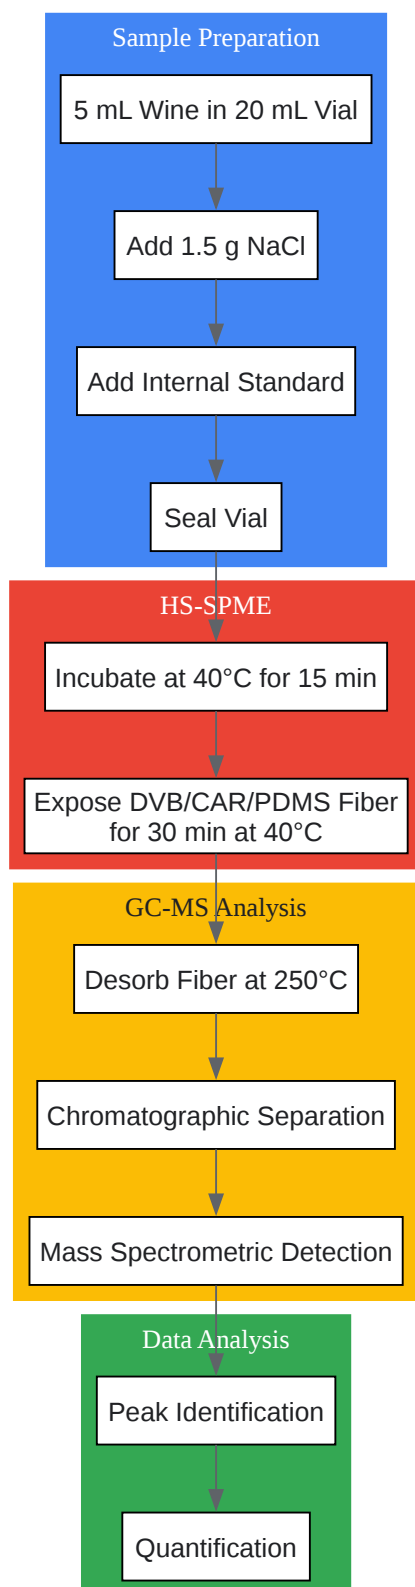 Sample Preparation
5 mL Wine in 20 mL Vial
Add 1.5 g NaCl
Add Internal Standard
Seal Vial
HS-SPME
Incubate at 40°C for 15 min
Expose DVB/CAR/PDMS Fiber
for 30 min at 40°C
GC-MS Analysis
Desorb Fiber at 250°C
Chromatographic Separation
Mass Spectrometric Detection
Data Analysis
Peak Identification
Quantification